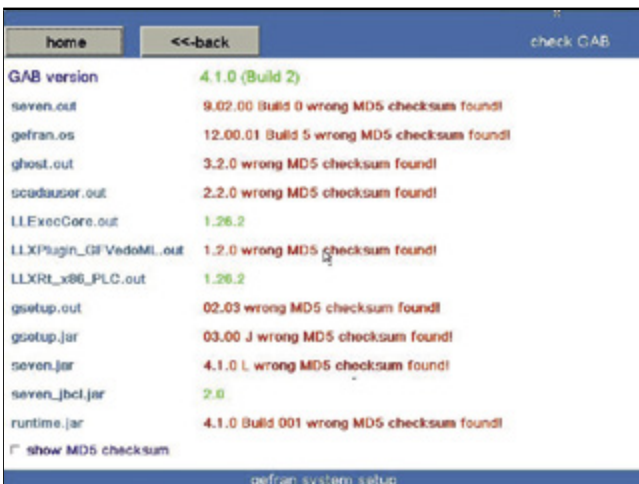 home <<-back check GAB
GAB version 4.1.0 (Build 2)
seven.out 9.02.00 Build 0 wrong MD5 checksum found!
gefran.os 12.00.01 Build 5 wrong MD5 checksum found!
ghost.out 3.2.0 wrong MD5 checksum found!
scadauser.out 2.2.0 wrong MD5 checksum found!
LLExecCore.out 1.26.2
LLXPlugin_GFVedoML.out 1.2.0 wrong MD5 checksum found!
LLXRt_x86_PLC.out 1.26.2
gsetup.out 02.03 wrong MD5 checksum found!
gsetup.jar 03.00 J wrong MD5 checksum found!
seven.jar 4.1.0 L wrong MD5 checksum found!
seven_jbcl.jar 2.0
runtime.jar 4.1.0 Build 001 wrong MD5 checksum found!
show MD5 checksum
gefran system setup